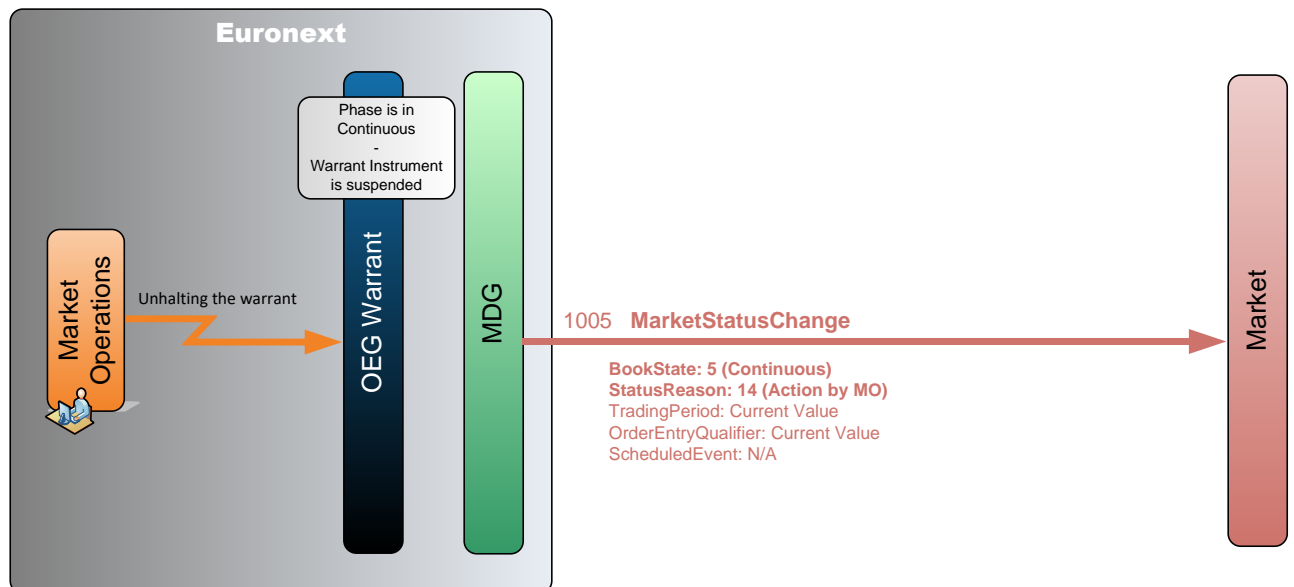 Euronext
Phase is in
Continuous
-
Warrant Instrument
is suspended
Market
Operations
Unhalting the warrant
OEG Warrant
MDG
1005 MarketStatusChange
BookState: 5 (Continuous)
StatusReason: 14 (Action by MO)
TradingPeriod: Current Value
OrderEntryQualifier: Current Value
ScheduledEvent: N/A
Market